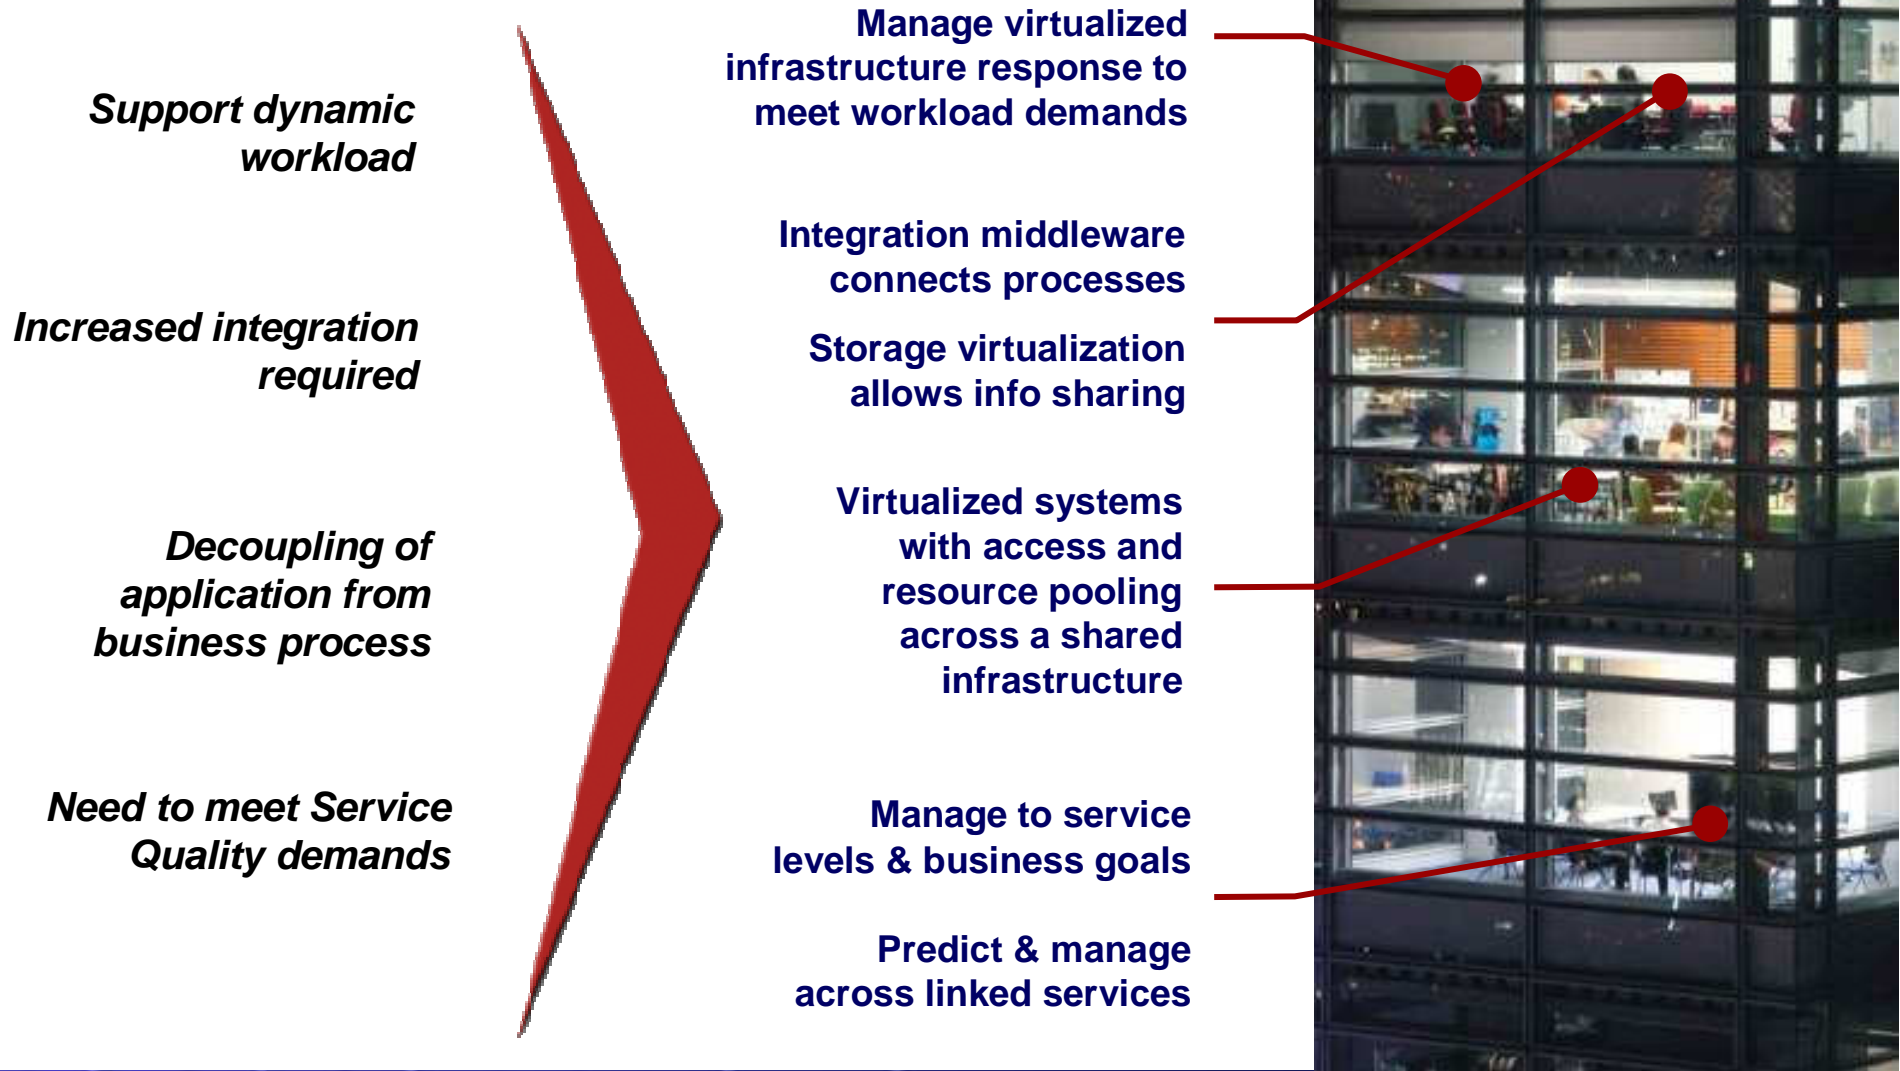 Support dynamic
workload
Increased integration
required
Decoupling of
application from
business process
Need to meet Service
Quality demands
Manage virtualized
infrastructure response to
meet workload demands
Integration middleware
connects processes
Storage virtualization
allows info sharing
Virtualized systems
with access and
resource pooling
across a shared
infrastructure
Manage to service
levels & business goals
Predict & manage
across linked services